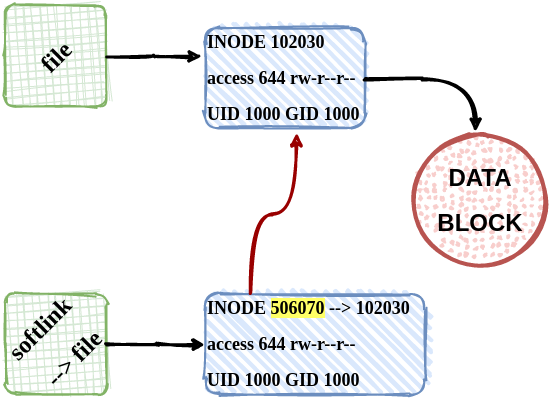 file
INODE 102030
access 644 rw-r--r--
UID 1000 GID 1000
DATA
BLOCK
softlink
--> file
INODE 506070 --> 102030
access 644 rw-r--r--
UID 1000 GID 1000